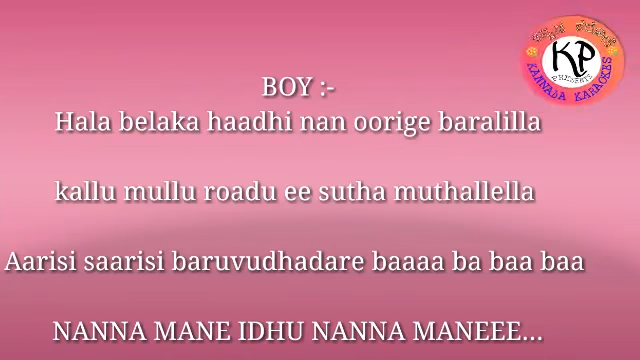 BOY :-
Hala belaka haadhi nan oorige baralilla
kallu mullu roadu ee sutha muthallella
Aarisi saarisi baruvudhadare baaaa ba baa baa
NANNA MANE IDHU NANNA MANEEE...
KP
PRESENTS
KANNADA KARAOKES